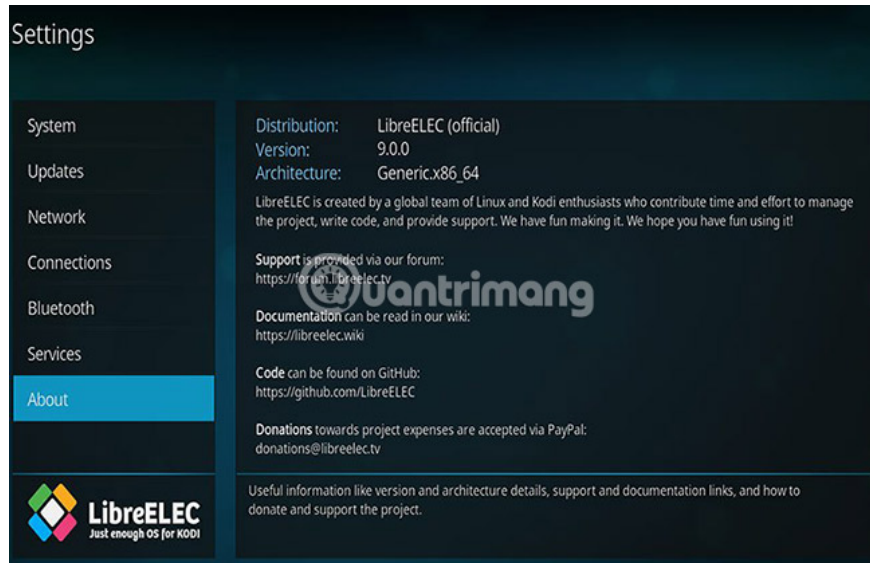 Settings
System
Updates
Network
Connections
Bluetooth
Services
About
Distribution: LibreELEC (official)
Version: 9.0.0
Architecture: Generic.x86_64
LibreELEC is created by a global team of Linux and Kodi enthusiasts who contribute time and effort to manage
the project, write code, and provide support. We have fun making it. We hope you have fun using it!
Support is provided via our forum:
https://forum.libreelec.tv
Documentation can be read in our wiki:
https://libreelec.wiki
Code can be found on GitHub:
https://github.com/LibreELEC
Donations towards project expenses are accepted via PayPal:
donations@libreelec.tv
Quantrimang
LibreELEC
Just enough OS for KODI
Useful information like version and architecture details, support and documentation links, and how to
donate and support the project.